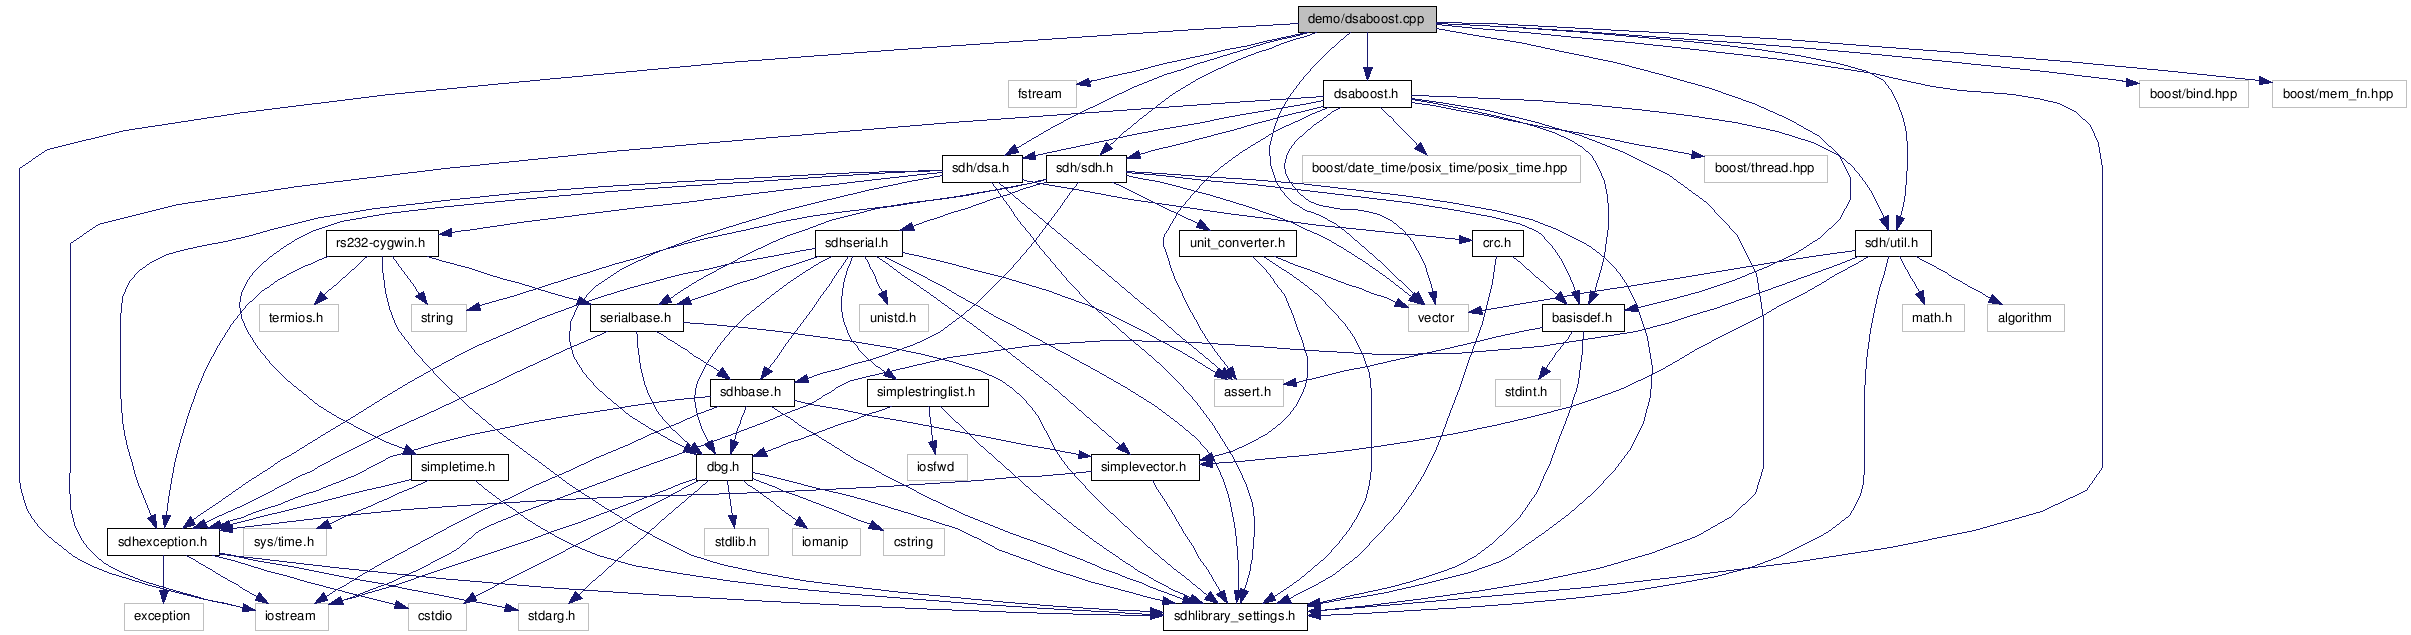 demo/dsaboost.cpp
fstream
dsaboost.h
boost/bind.hpp
boost/mem_fn.hpp
sdh/dsa.h
sdh/sdh.h
boost/date_time/posix_time/posix_time.hpp
boost/thread.hpp
rs232-cygwin.h
sdhserial.h
unit_converter.h
crc.h
sdh/util.h
termios.h
string
serialbase.h
unistd.h
vector
basisdef.h
math.h
algorithm
sdhbase.h
simplestringlist.h
assert.h
stdint.h
simpletime.h
dbg.h
iosfwd
simplevector.h
sdhexception.h
sys/time.h
stdlib.h
iomanip
cstring
exception
iostream
cstdio
stdarg.h
sdhlibrary_settings.h